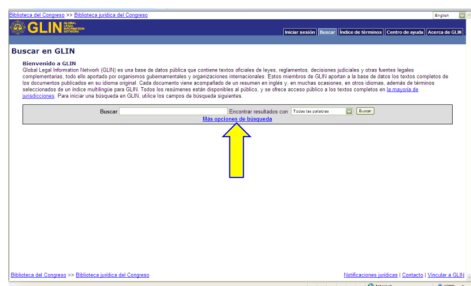 Biblioteca del Congreso >> Biblioteca jurídica del Congreso
English
GLIN GLOBAL LEGAL INFORMATION NETWORK
Iniciar sesión Buscar Índice de términos Centro de ayuda Acerca de GLIN
Buscar en GLIN
Bienvenido a GLIN
Global Legal Information Network (GLIN) es una base de datos pública que contiene textos oficiales de leyes, reglamentos, decisiones judiciales y otras fuentes legales
complementarias, todo ello aportado por organismos gubernamentales y organizaciones internacionales. Estos miembros de GLIN aportan a la base de datos los textos completos de
los documentos publicados en su idioma original. Cada documento viene acompañado de un resumen en inglés y, en muchas ocasiones, en otros idiomas, además de términos
seleccionados de un índice multilingüe para GLIN. Todos los resúmenes están disponibles al público, y se ofrece acceso público a los textos completos en la mayoría de
jurisdicciones. Para iniciar una búsqueda en GLIN, utilice los campos de búsqueda siguientes.
Buscar Encontrar resultados con Todas las palabras Buscar
Más opciones de búsqueda
Biblioteca del Congreso >> Biblioteca jurídica del Congreso
Notificaciones jurídicas | Contacto | Vincular a GLIN